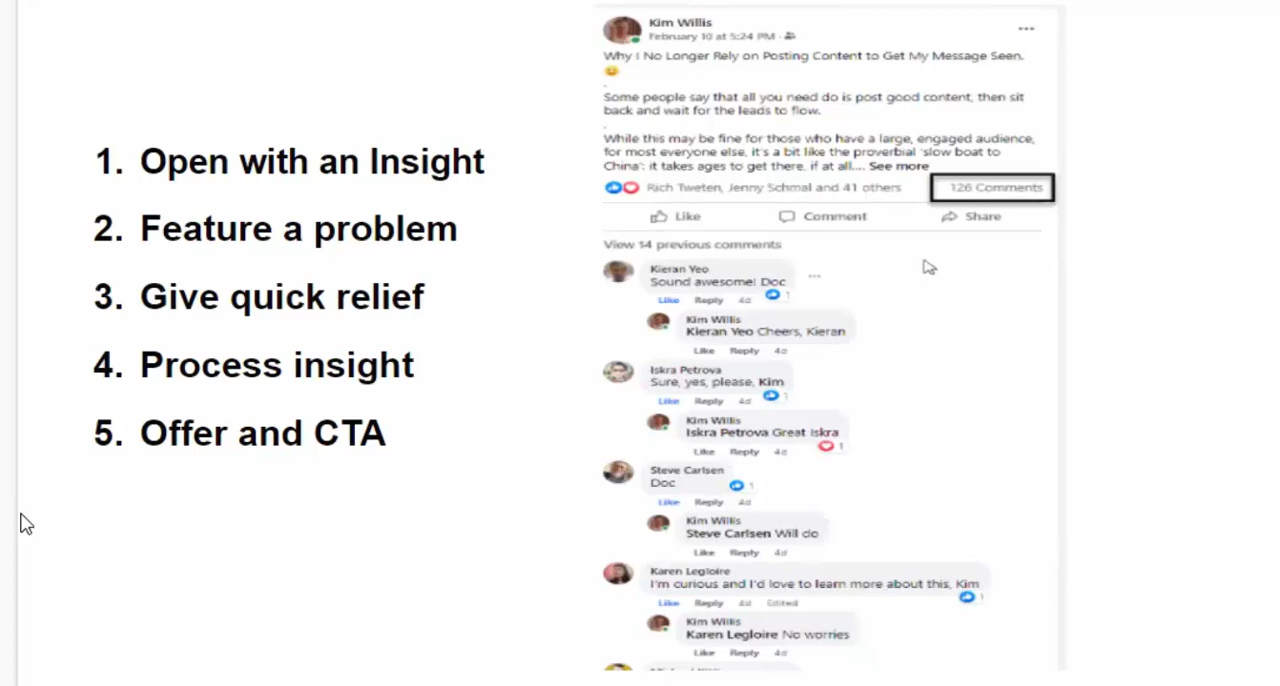 1. Open with an Insight
2. Feature a problem
3. Give quick relief
4. Process insight
5. Offer and CTA
Kim Willis
February 10 at 5:24 PM ·
Why I No Longer Rely on Posting Content to Get My Message Seen.
.
Some people say that all you need do is post good content, then sit
back and wait for the leads to flow.
.
While this may be fine for those who have a large, engaged audience,
for most everyone else, it's a bit like the proverbial 'slow boat to
China': it takes ages to get there, if at all.... See more
Rich Tweten, Jenny Schmal and 41 others 126 Comments
Like Comment Share
View 14 previous comments
Kieran Yeo
Sound awesome! Doc
Like Reply 4d 1
Kim Willis
Kieran Yeo Cheers, Kieran
Like Reply 4d
Iskra Petrova
Sure, yes, please, Kim
Like Reply 4d 1
Kim Willis
Iskra Petrova Great Iskra
Like Reply 4d 1
Steve Carlsen
Doc 1
Like Reply 4d
Kim Willis
Steve Carlsen Will do
Like Reply 4d
Karen Legloire
I'm curious and I'd love to learn more about this, Kim
Like Reply 4d Edited 1
Kim Willis
Karen Legloire No worries
Like Reply 4d